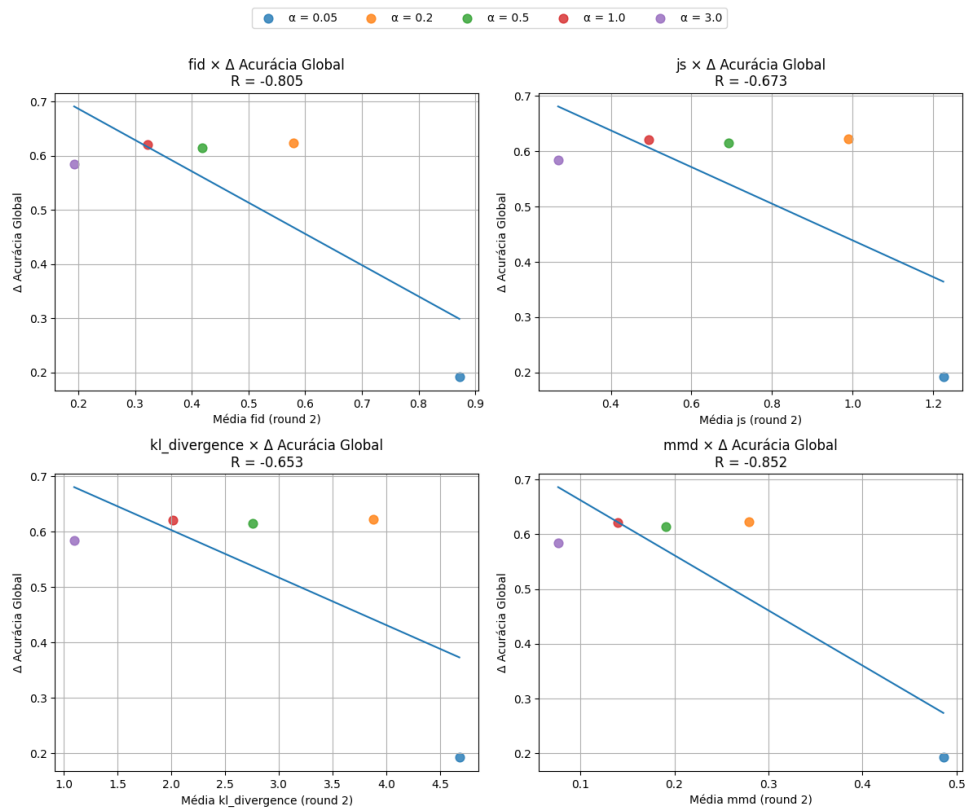 α = 0.05 α = 0.2 α = 0.5 α = 1.0 α = 3.0
fid × Δ Acurácia Global
R = -0.805
Δ Acurácia Global
0.7
0.6
0.5
0.4
0.3
0.2
0.2 0.3 0.4 0.5 0.6 0.7 0.8 0.9
Média fid (round 2)
js × Δ Acurácia Global
R = -0.673
Δ Acurácia Global
0.7
0.6
0.5
0.4
0.3
0.2
0.4 0.6 0.8 1.0 1.2
Média js (round 2)
kl_divergence × Δ Acurácia Global
R = -0.653
Δ Acurácia Global
0.7
0.6
0.5
0.4
0.3
0.2
1.0 1.5 2.0 2.5 3.0 3.5 4.0 4.5
Média kl_divergence (round 2)
mmd × Δ Acurácia Global
R = -0.852
Δ Acurácia Global
0.7
0.6
0.5
0.4
0.3
0.2
0.1 0.2 0.3 0.4 0.5
Média mmd (round 2)